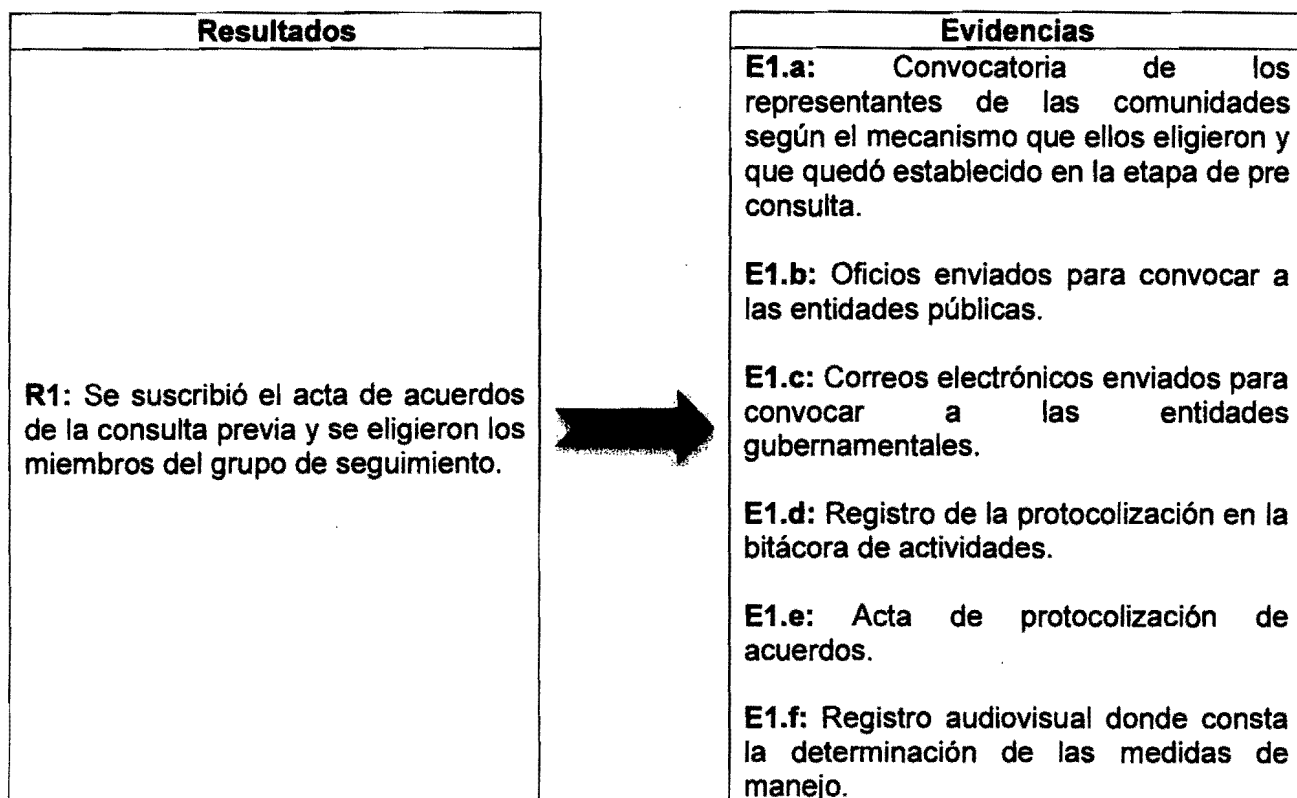 Resultados
R1: Se suscribió el acta de acuerdos
de la consulta previa y se eligieron los
miembros del grupo de seguimiento.
Evidencias
E1.a: Convocatoria de los
representantes de las comunidades
según el mecanismo que ellos eligieron y
que quedó establecido en la etapa de pre
consulta.
E1.b: Oficios enviados para convocar a
las entidades públicas.
E1.c: Correos electrónicos enviados para
convocar a las entidades
gubernamentales.
E1.d: Registro de la protocolización en la
bitácora de actividades.
E1.e: Acta de protocolización de
acuerdos.
E1.f: Registro audiovisual donde consta
la determinación de las medidas de
manejo.